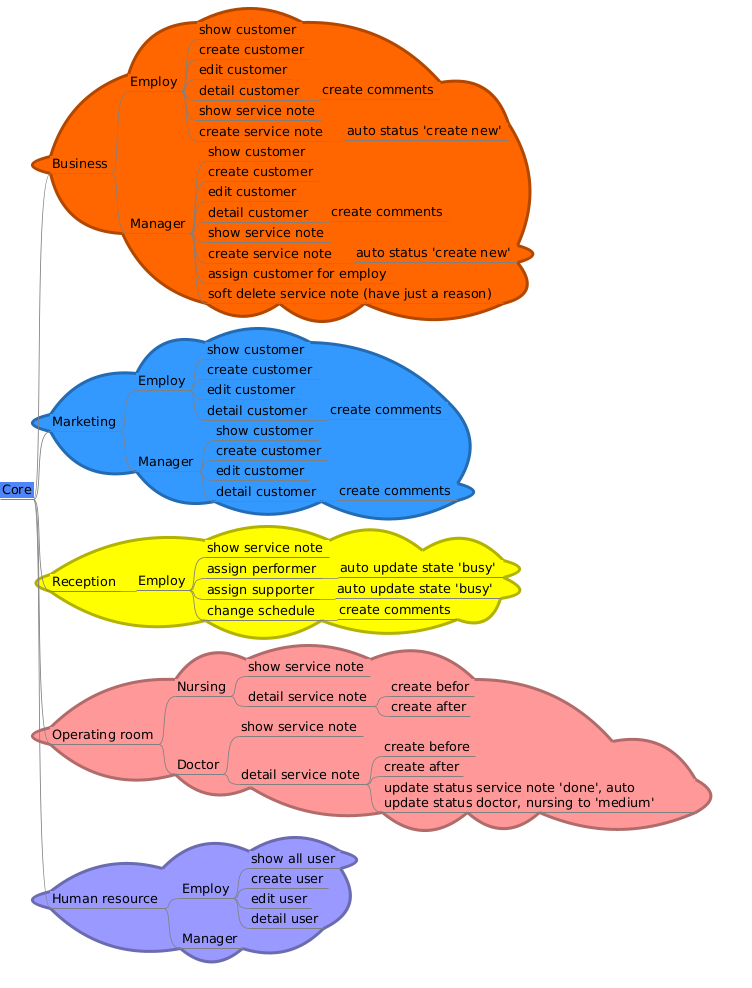 Core
Business
Employ
show customer
create customer
edit customer
detail customer
create comments
show service note
create service note
auto status 'create new'
Manager
show customer
create customer
edit customer
detail customer
create comments
show service note
create service note
auto status 'create new'
assign customer for employ
soft delete service note (have just a reason)
Marketing
Employ
show customer
create customer
edit customer
detail customer
create comments
Manager
show customer
create customer
edit customer
detail customer
create comments
Reception
Employ
show service note
assign performer
auto update state 'busy'
assign supporter
auto update state 'busy'
change schedule
create comments
Operating room
Nursing
show service note
detail service note
create befor
create after
Doctor
show service note
detail service note
create before
create after
update status service note 'done', auto
update status doctor, nursing to 'medium'
Human resource
Employ
show all user
create user
edit user
detail user
Manager